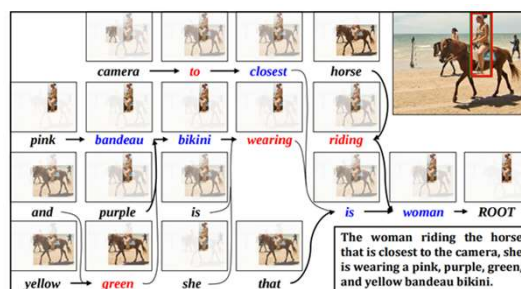 camera to closest horse
pink bandeau bikini wearing riding
and purple is is woman ROOT
yellow green she that
The woman riding the horse
that is closest to the camera, she
is wearing a pink, purple, green,
and yellow bandeau bikini.